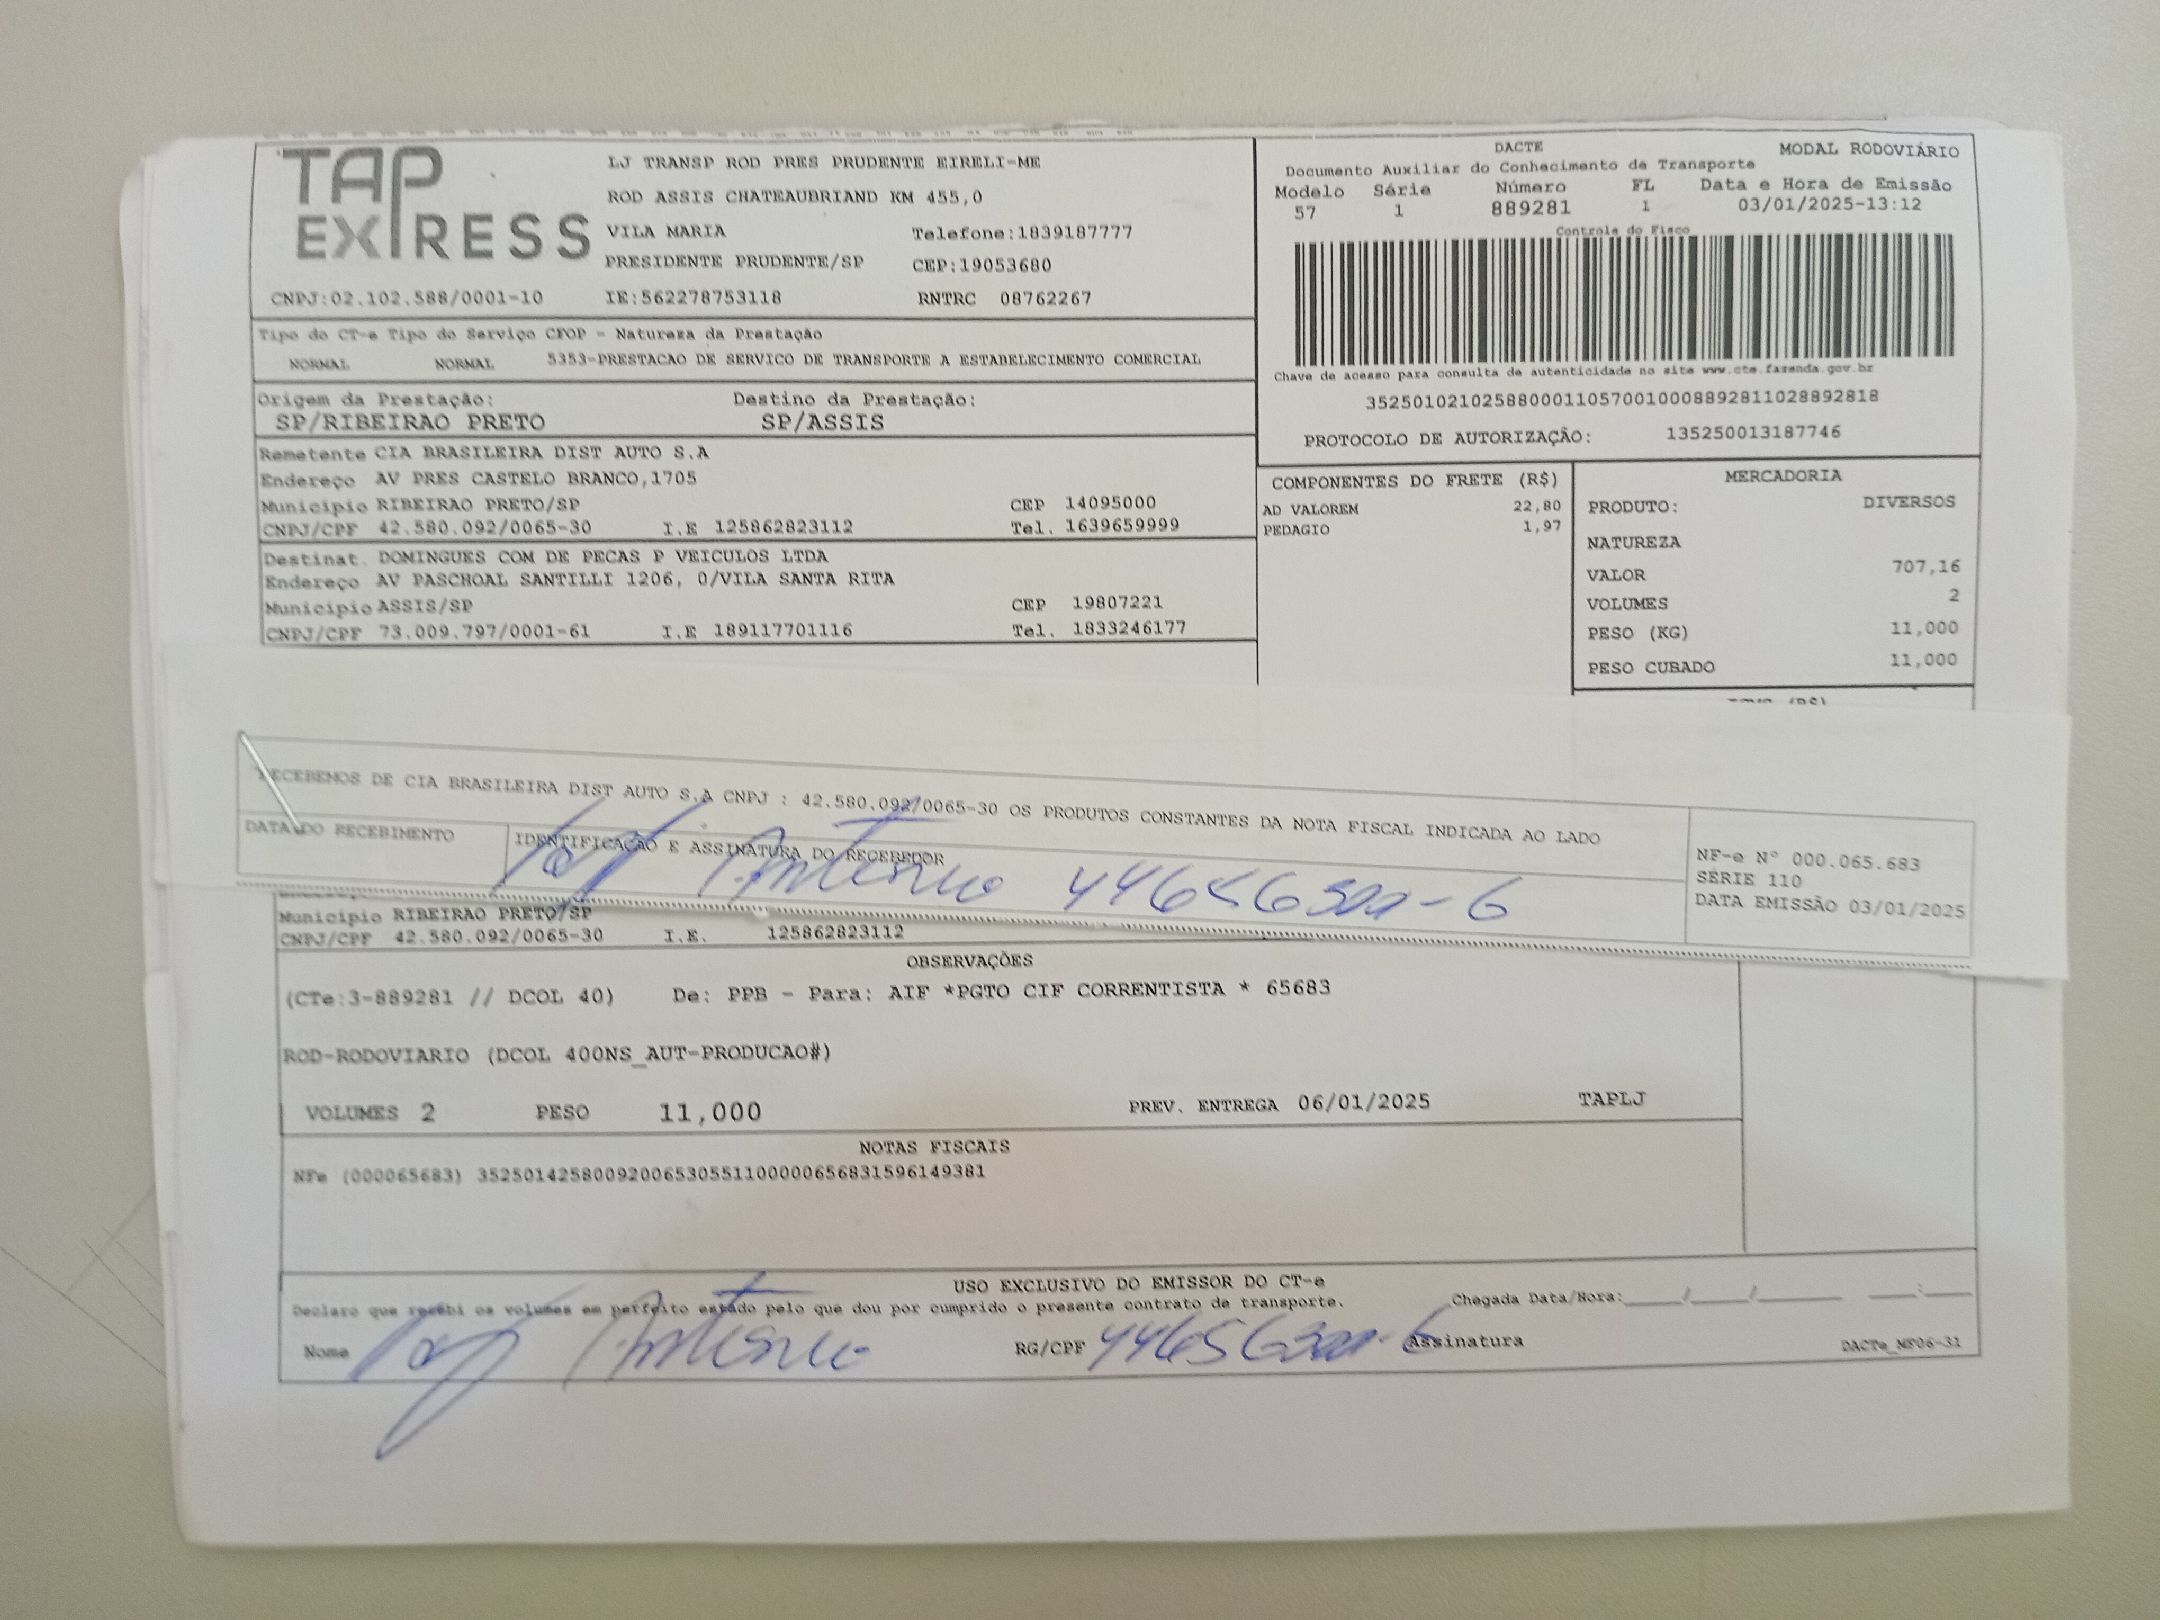 TAP EXPRESS
LJ TRANSP ROD PRES PRUDENTE EIRELI-ME
ROD ASSIS CHATEAUBRIAND KM 455,0
VILA MARIA Telefone:1839187777
PRESIDENTE PRUDENTE/SP CEP:19053680
CNPJ:02.102.588/0001-10 IE:562278753118 RNTRC 08762267
DACTE MODAL RODOVIÁRIO
Documento Auxiliar do Conhecimento de Transporte
Modelo Série Número FL Data e Hora de Emissão
57 1 889281 1 03/01/2025-13:12
Controle do Fisco
Chave de acesso para consulta de autenticidade no site www.cte.fazenda.gov.br
35250102102588000110570010008892811028892818
PROTOCOLO DE AUTORIZAÇÃO: 135250013187746
Tipo do CT-e Tipo do Serviço CFOP - Natureza da Prestação
NORMAL NORMAL 5353-PRESTACAO DE SERVICO DE TRANSPORTE A ESTABELECIMENTO COMERCIAL
Origem da Prestação: Destino da Prestação:
SP/RIBEIRAO PRETO SP/ASSIS
Remetente CIA BRASILEIRA DIST AUTO S.A
Endereço AV PRES CASTELO BRANCO,1705
Município RIBEIRAO PRETO/SP CEP 14095000
CNPJ/CPF 42.580.092/0065-30 I.E 125862823112 Tel. 1639659999
Destinat. DOMINGUES COM DE PECAS P VEICULOS LTDA
Endereço AV PASCHOAL SANTILLI 1206, 0/VILA SANTA RITA
Município ASSIS/SP CEP 19807221
CNPJ/CPF 73.009.797/0001-61 I.E 189117701116 Tel. 1833246177
COMPONENTES DO FRETE (R$)
AD VALOREM 22,80
PEDAGIO 1,97
MERCADORIA
PRODUTO: DIVERSOS
NATUREZA
VALOR 707,16
VOLUMES 2
PESO (KG) 11,000
PESO CUBADO 11,000
RECEBEMOS DE CIA BRASILEIRA DIST AUTO S.A CNPJ : 42.580.092/0065-30 OS PRODUTOS CONSTANTES DA NOTA FISCAL INDICADA AO LADO
DATA DO RECEBIMENTO IDENTIFICAÇÃO E ASSINATURA DO RECEBEDOR
Antônio
NF-e Nº 000.065.683
SÉRIE 110
DATA EMISSÃO 03/01/2025
Município RIBEIRAO PRETO/SP
CNPJ/CPF 42.580.092/0065-30 I.E. 125862823112
OBSERVAÇÕES
(CTe:3-889281 // DCOL 40) De: PPB - Para: AIF *PGTO CIF CORRENTISTA * 65683
ROD-RODOVIARIO (DCOL 400NS_AUT-PRODUCAO#)
VOLUMES 2 PESO 11,000 PREV. ENTREGA 06/01/2025 TAPLJ
NOTAS FISCAIS
NFe (000065683) 35250142580092006530551100000656831596149381
USO EXCLUSIVO DO EMISSOR DO CT-e
Declaro que recebi os volumes em perfeito estado pelo que dou por cumprido o presente contrato de transporte. Chegada Data/Hora:____/____/____ ___:___
Nome Antônio RG/CPF Assinatura DACTe_MF06-31